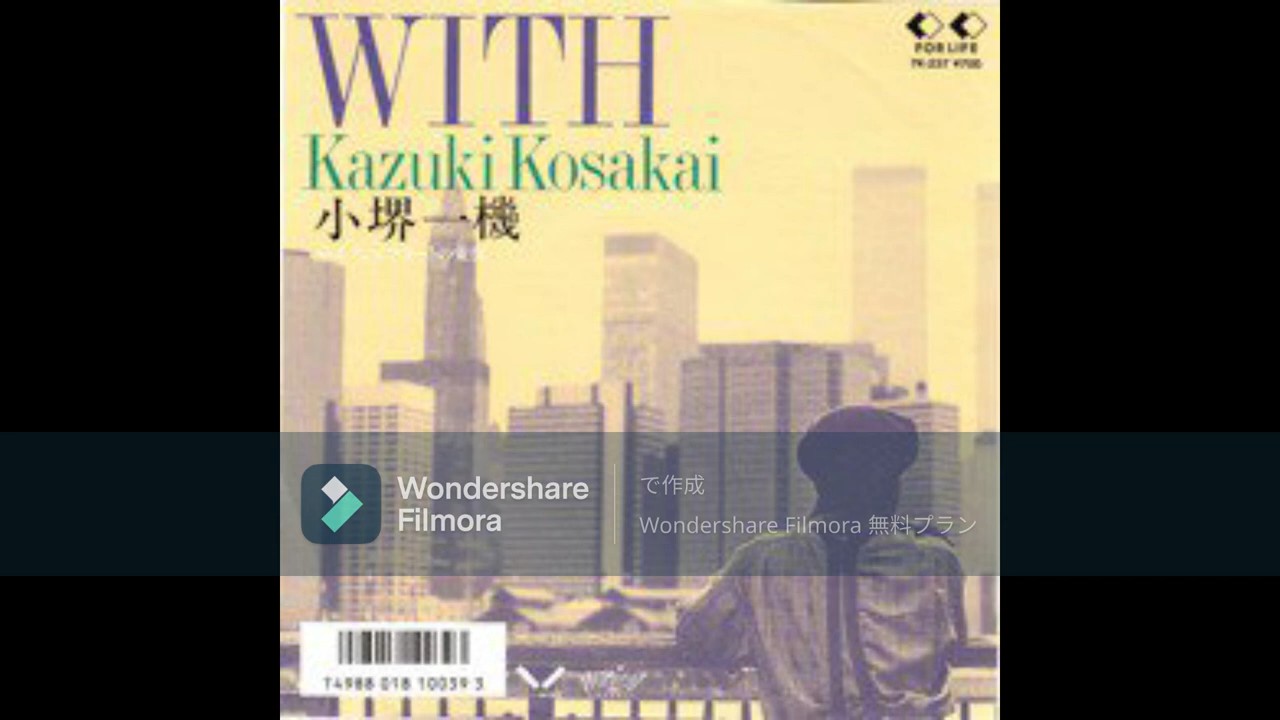 WITH
FOR LIFE
Kazuki Kosakai
小堺一機
Wondershare
Filmora
で作成
Wondershare Filmora 無料プラン
T4988 018 10039 3